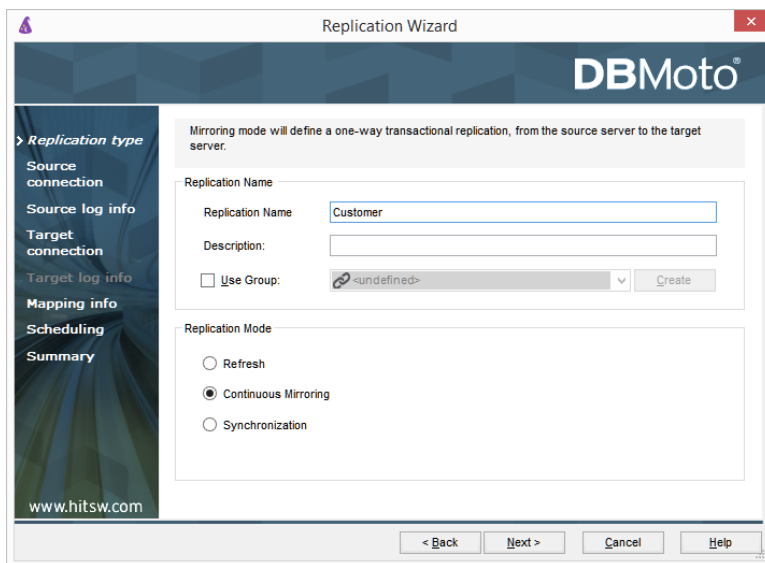 Replication Wizard
DBMoto®
Replication type
Source
connection
Source log info
Target
connection
Target log info
Mapping info
Scheduling
Summary
www.hitsw.com
Mirroring mode will define a one-way transactional replication, from the source server to the target
server.
Replication Name
Replication Name Customer
Description:
Use Group: <undefined> Create
Replication Mode
Refresh
Continuous Mirroring
Synchronization
< Back Next > Cancel Help